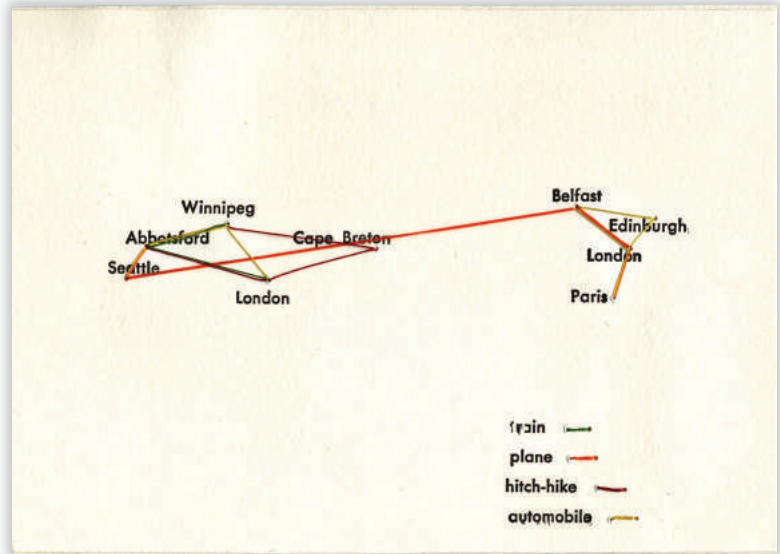 Belfast
Winnipeg
Edinburgh
Abbotsford
Cape Breton
London
Seattle
Paris
London
train
plane
hitch-hike
automobile